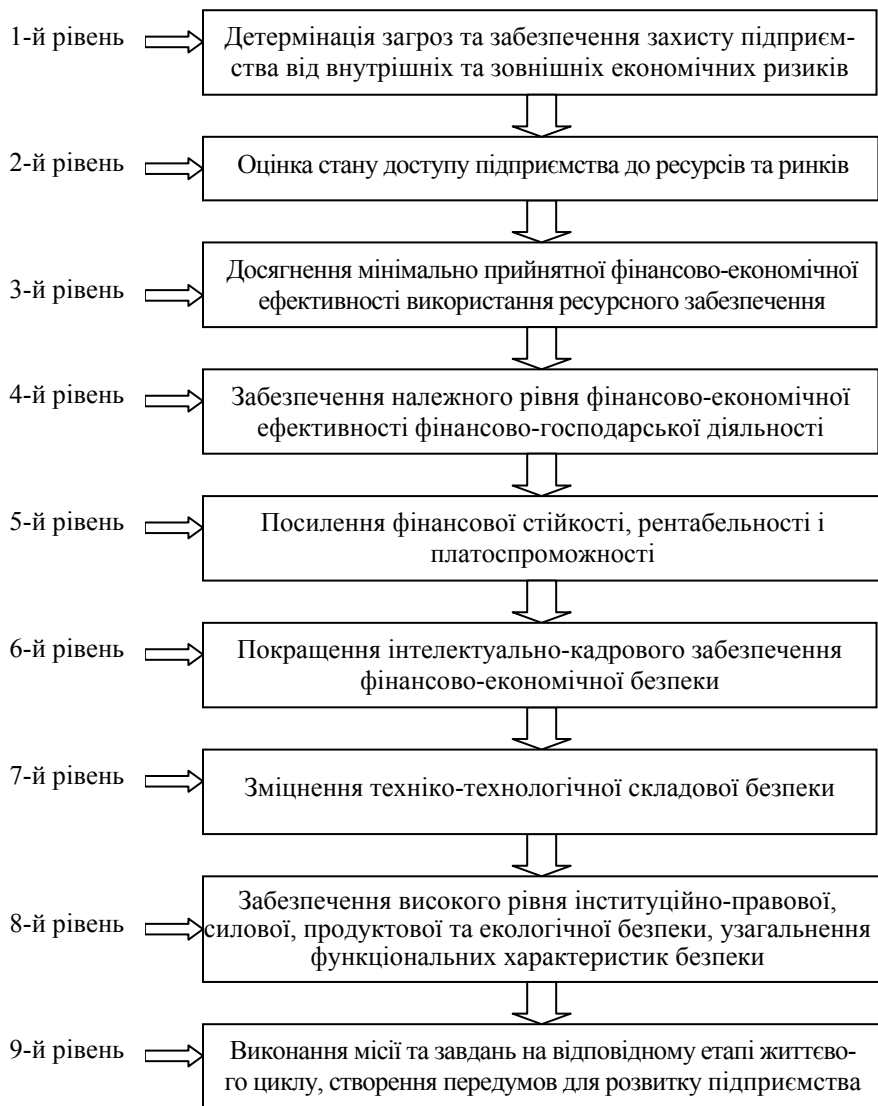 1-й рівень
Детермінація загроз та забезпечення захисту підприєм-
ства від внутрішніх та зовнішніх економічних ризиків
2-й рівень
Оцінка стану доступу підприємства до ресурсів та ринків
3-й рівень
Досягнення мінімально прийнятної фінансово-економічної
ефективності використання ресурсного забезпечення
4-й рівень
Забезпечення належного рівня фінансово-економічної
ефективності фінансово-господарської діяльності
5-й рівень
Посилення фінансової стійкості, рентабельності і
платоспроможності
6-й рівень
Покращення інтелектуально-кадрового забезпечення
фінансово-економічної безпеки
7-й рівень
Зміцнення техніко-технологічної складової безпеки
8-й рівень
Забезпечення високого рівня інституційно-правової,
силової, продуктової та екологічної безпеки, узагальнення
функціональних характеристик безпеки
9-й рівень
Виконання місії та завдань на відповідному етапі життєво-
го циклу, створення передумов для розвитку підприємства